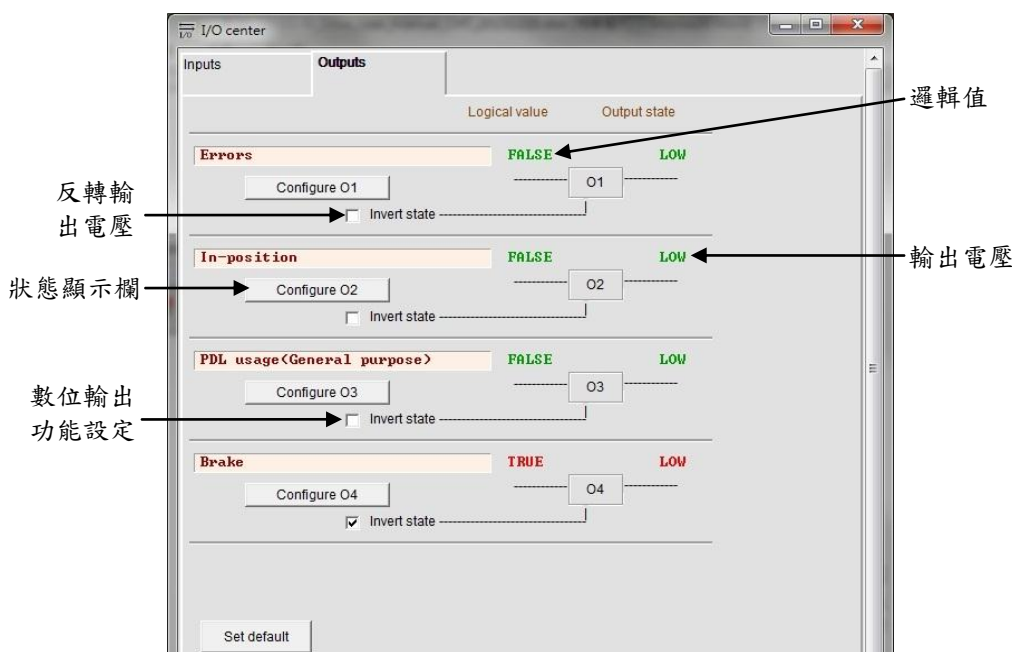 I/O center
Inputs
Outputs
Logical value
Output state
邏輯值
Errors
FALSE
LOW
Configure O1
O1
反轉輸
出電壓
Invert state
In-position
FALSE
LOW
輸出電壓
狀態顯示欄
Configure O2
O2
Invert state
PDL usage(General purpose)
FALSE
LOW
Configure O3
O3
數位輸出
功能設定
Invert state
Brake
TRUE
LOW
Configure O4
O4
Invert state
Set default